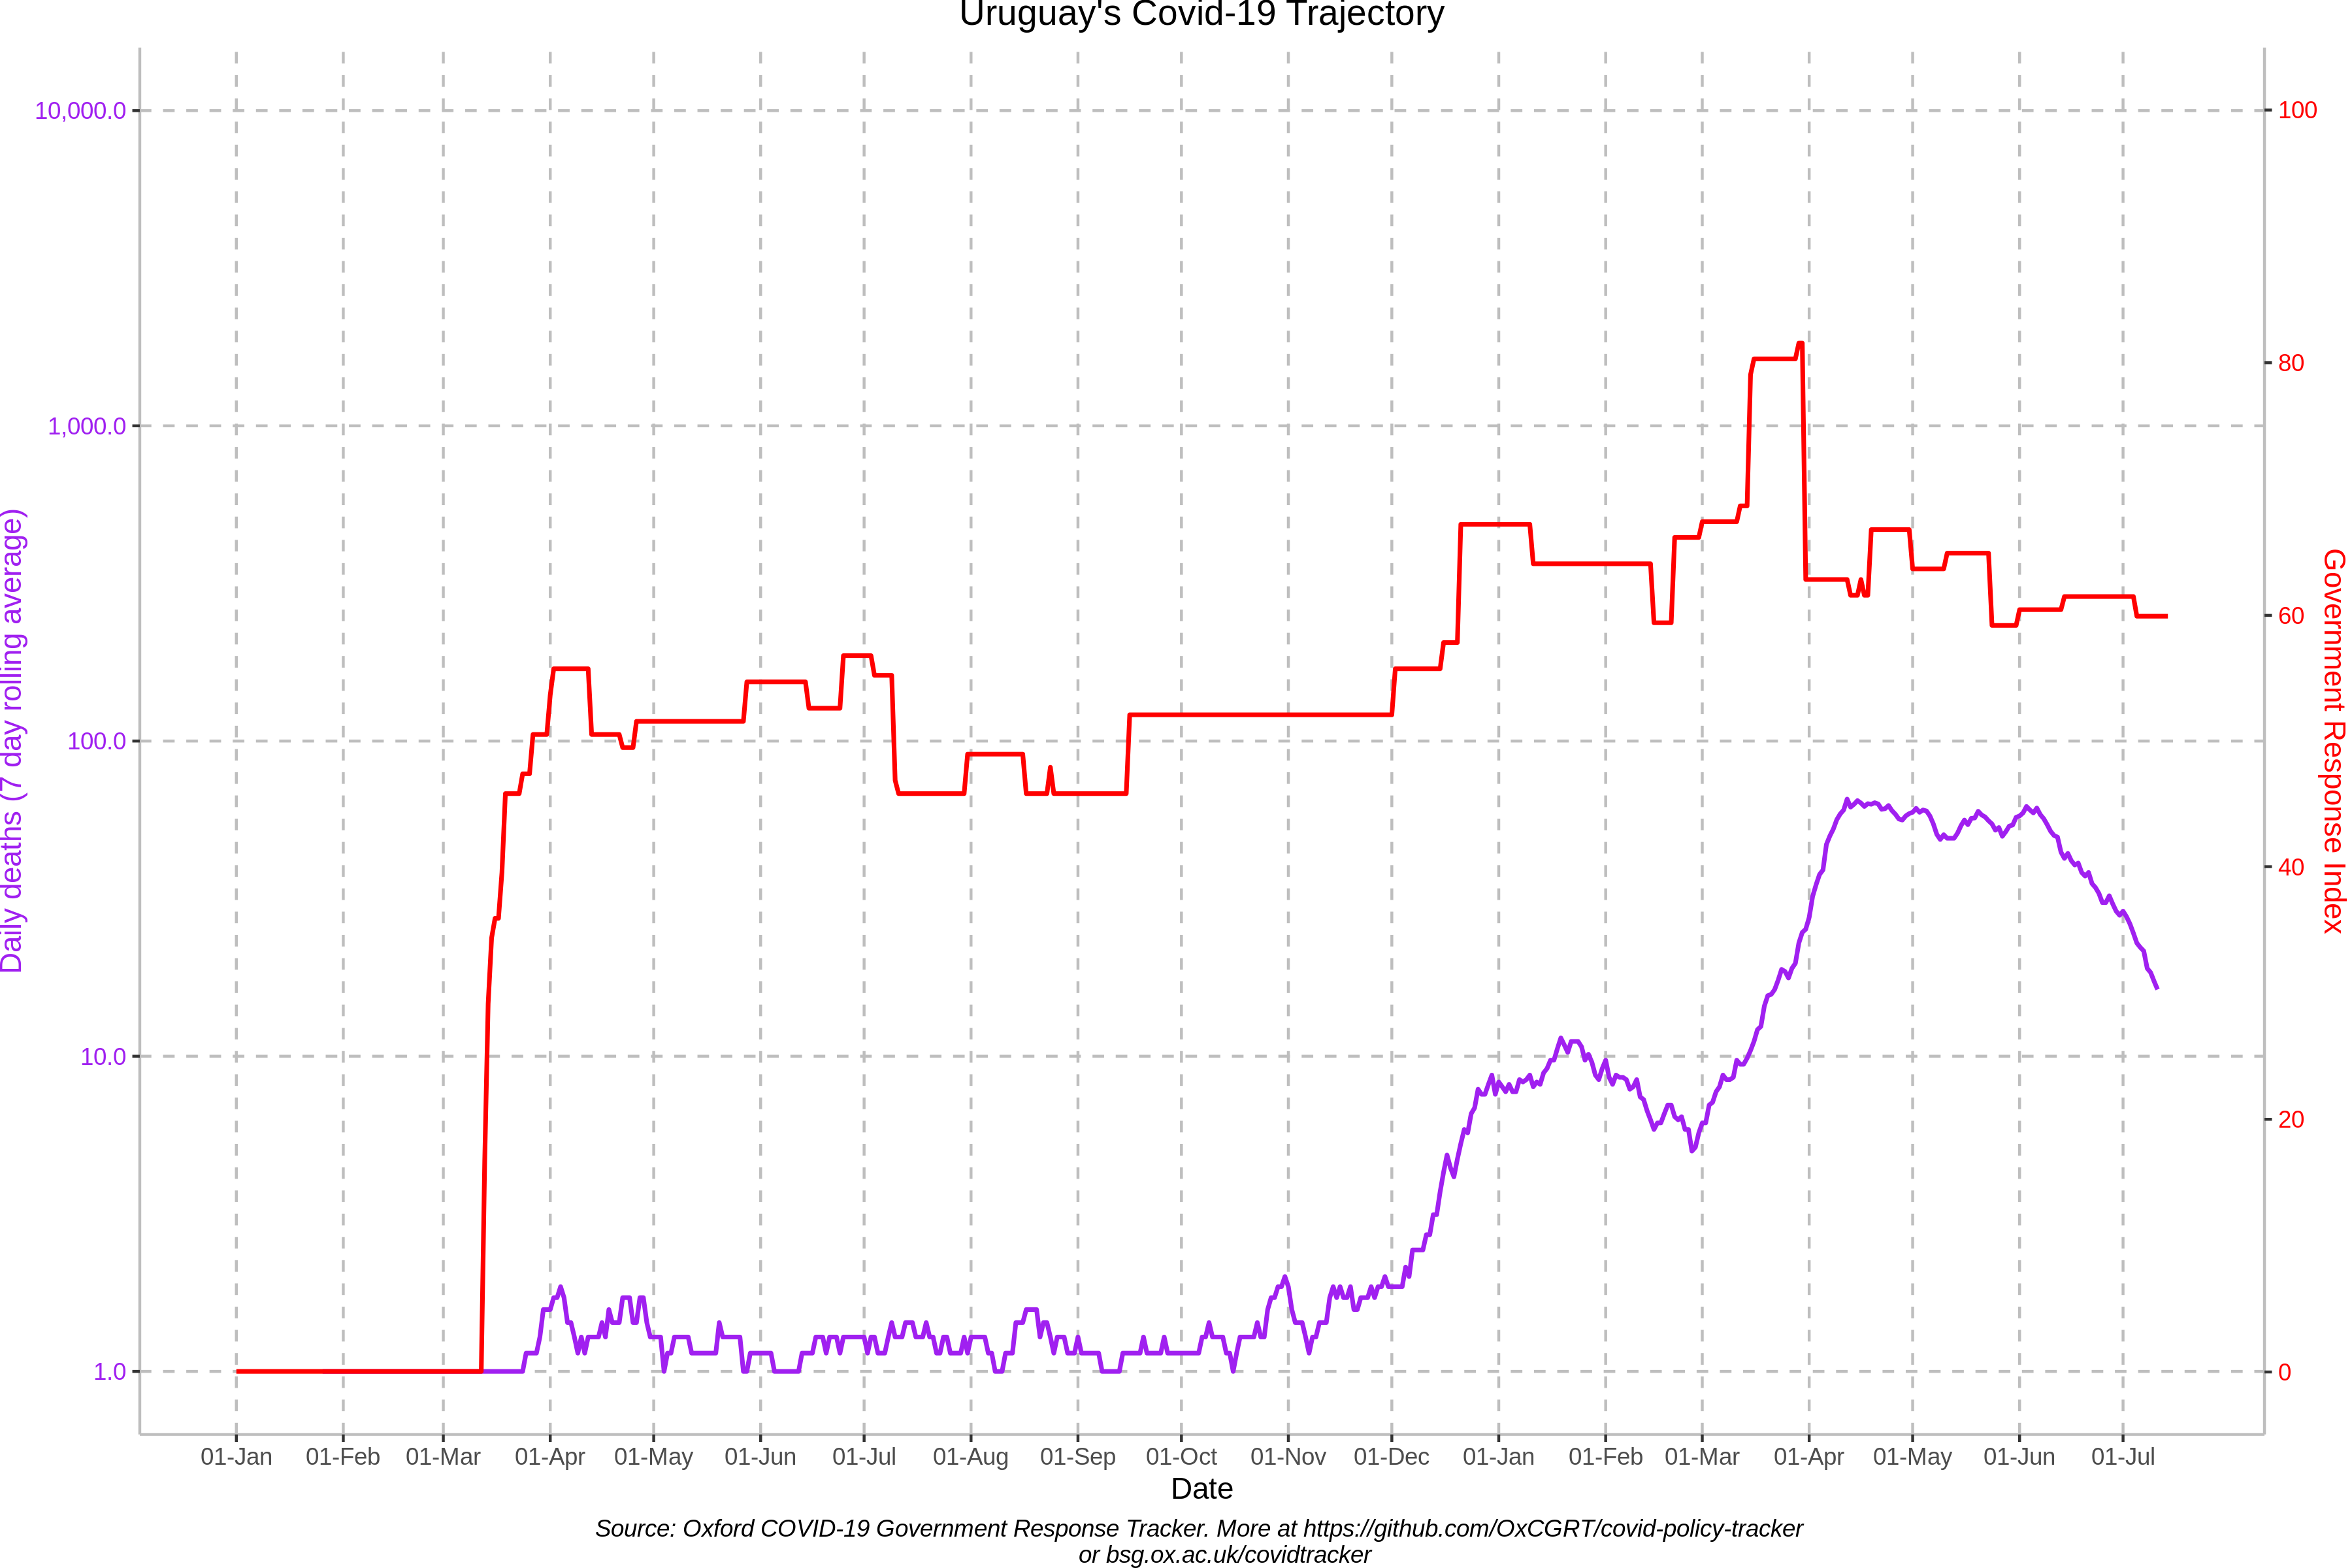 Uruguay's Covid-19 Trajectory
10,000.0
1,000.0
100.0
10.0
1.0
Daily deaths (7 day rolling average)
100
80
60
40
20
0
Government Response Index
01-Jan 01-Feb 01-Mar 01-Apr 01-May 01-Jun 01-Jul 01-Aug 01-Sep 01-Oct 01-Nov 01-Dec 01-Jan 01-Feb 01-Mar 01-Apr 01-May 01-Jun 01-Jul
Date
Source: Oxford COVID-19 Government Response Tracker. More at https://github.com/OxCGRT/covid-policy-tracker
or bsg.ox.ac.uk/covidtracker